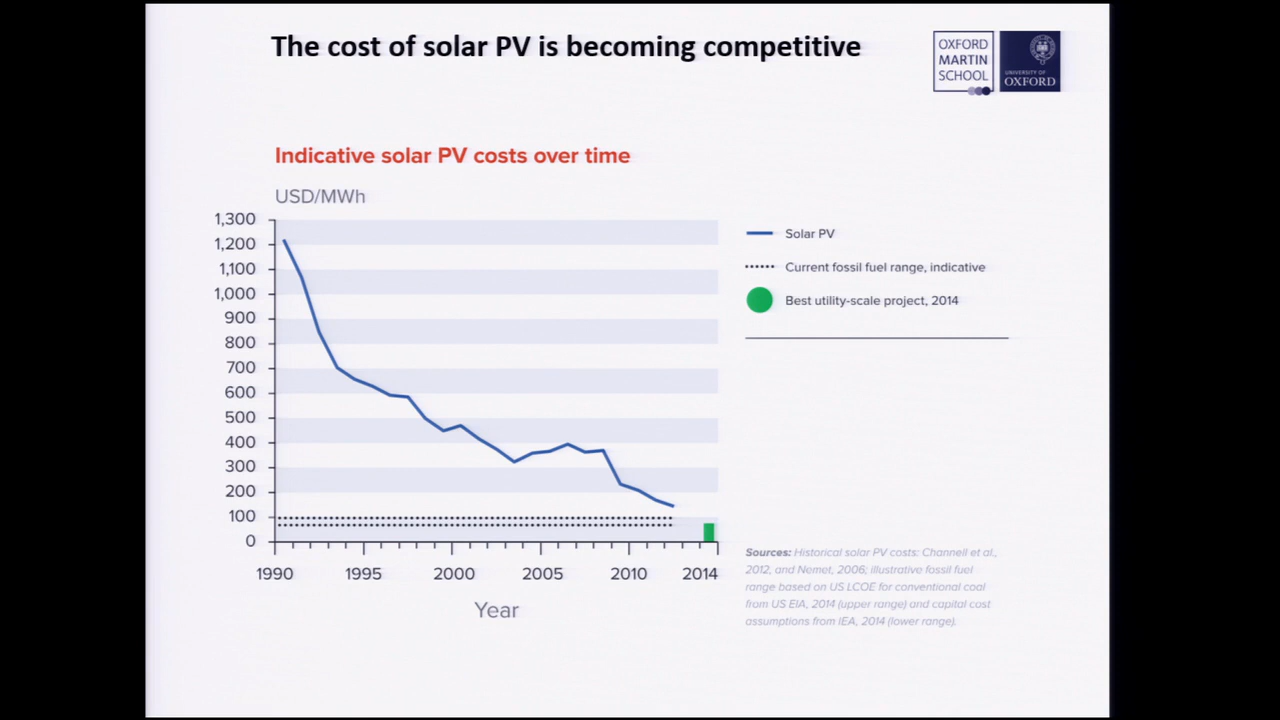 The cost of solar PV is becoming competitive
OXFORD
MARTIN
SCHOOL
UNIVERSITY OF
OXFORD
Indicative solar PV costs over time
USD/MWh
1,300
1,200
1,100
1,000
900
800
700
600
500
400
300
200
100
0
1990 1995 2000 2005 2010 2014
Year
Solar PV
Current fossil fuel range, indicative
Best utility-scale project, 2014
Sources: Historical solar PV costs: Channell et al.,
2012, and Nemet, 2006; illustrative fossil fuel
range based on US LCOE for conventional coal
from US EIA, 2014 (upper range) and capital cost
assumptions from IEA, 2014 (lower range).